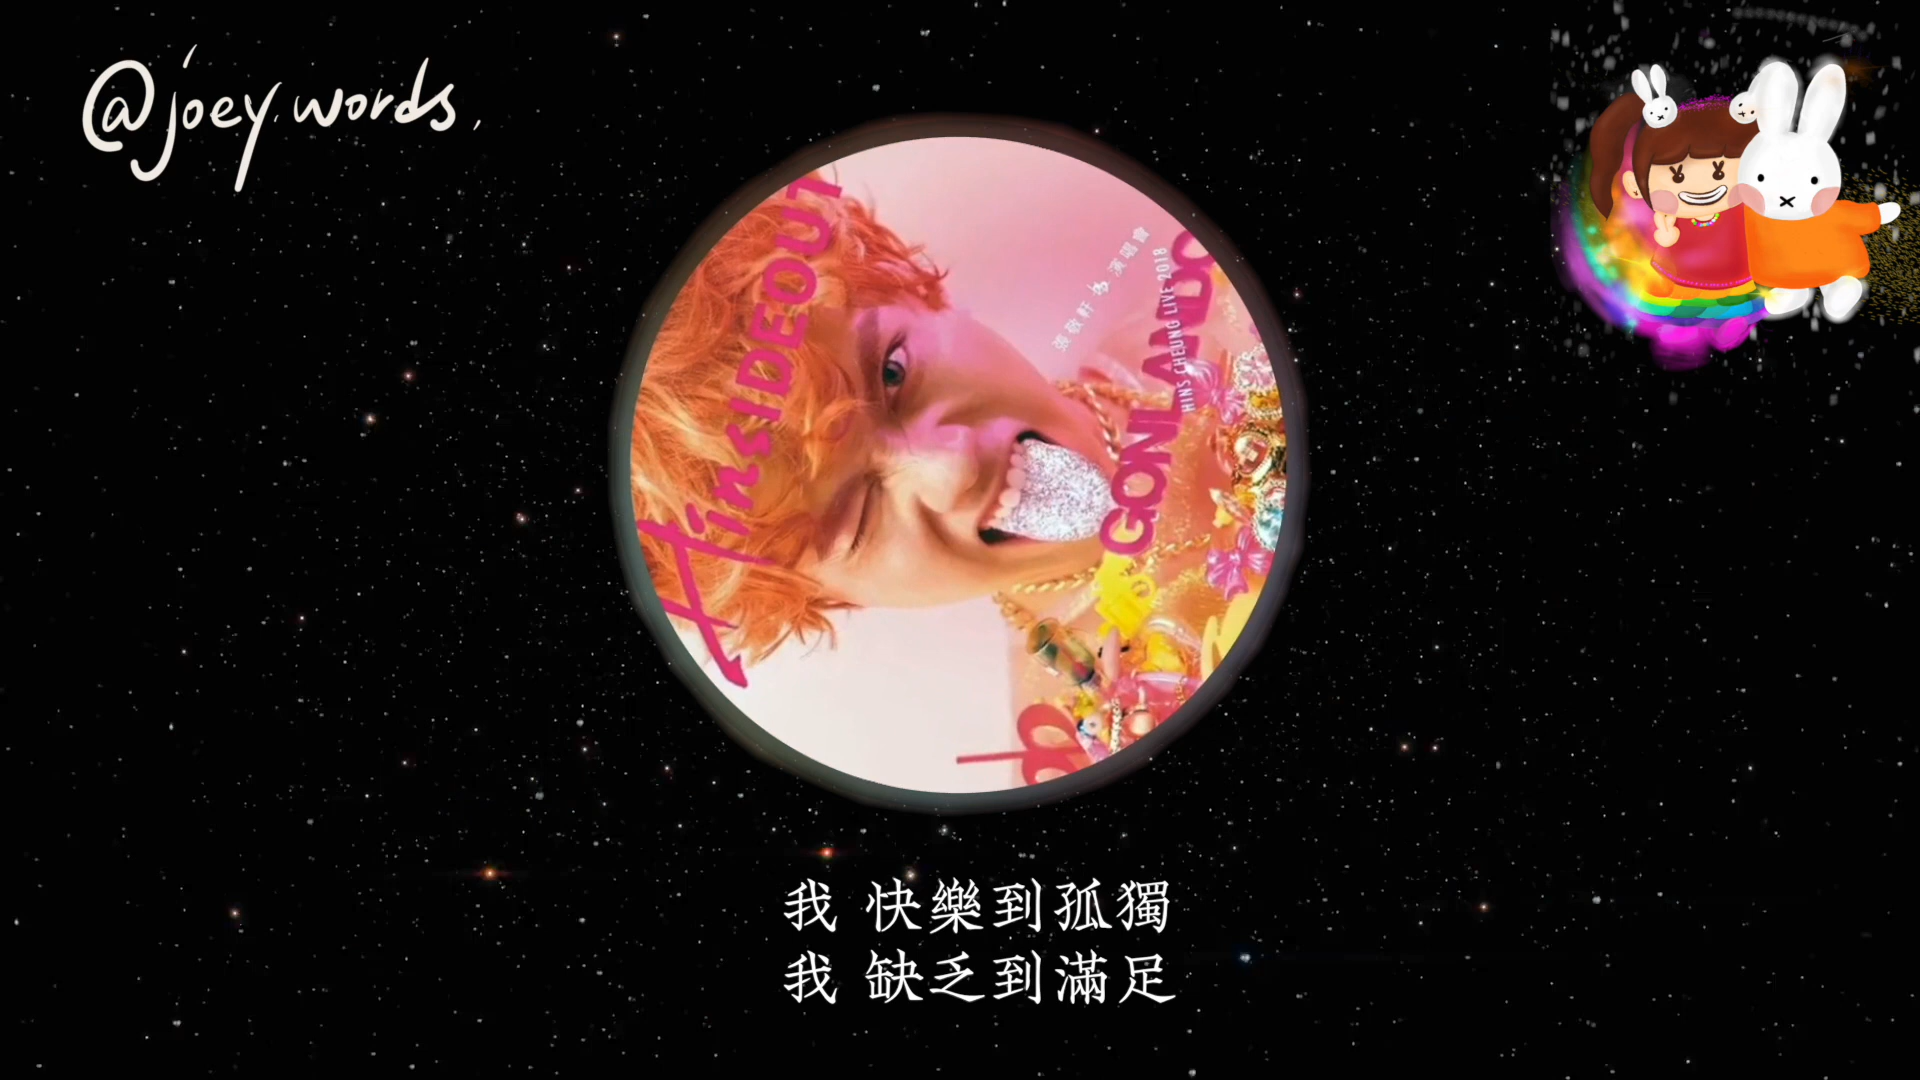 @joey.words.
HinsIDEOUT
張敬軒 演唱會
HINS CHEUNG LIVE 2018
我 快樂到孤獨
我 缺乏到滿足